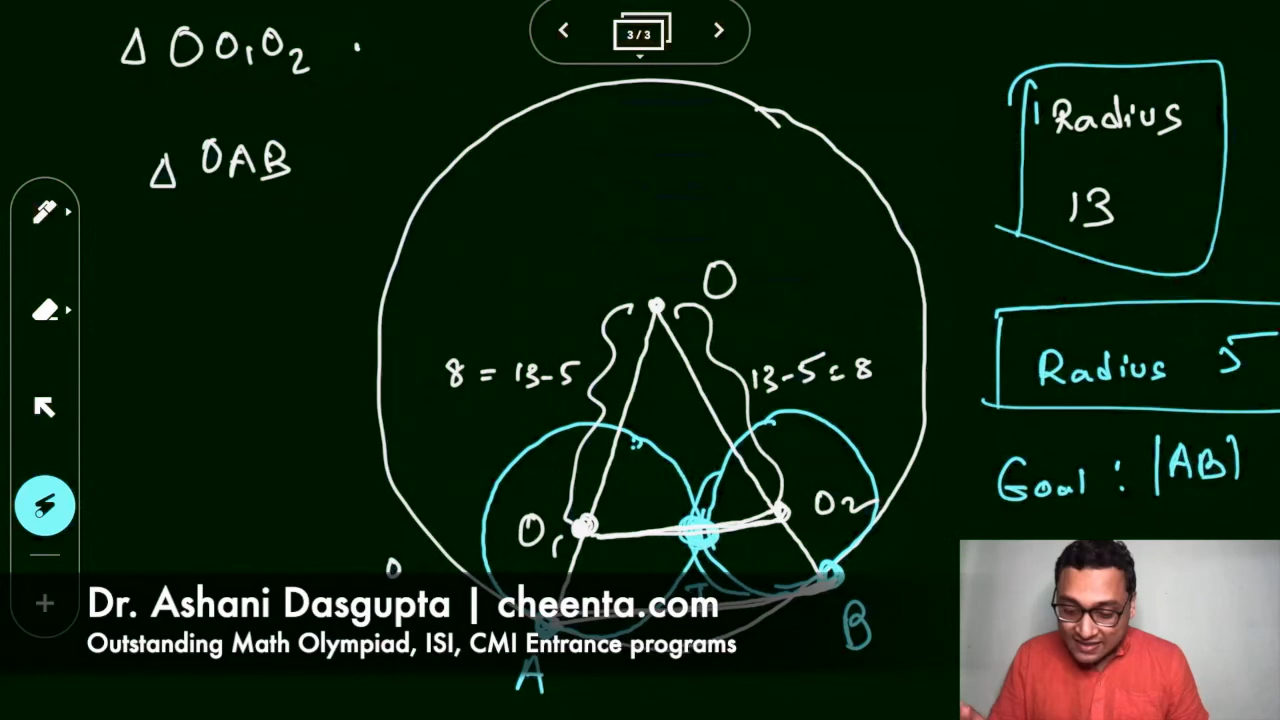 Δ OO₁O₂ .
3/3
Δ OAB
Radius
13
O
8 = 13-5
13-5=8
Radius 5
Goal : |AB|
O₁
O₂
Dr. Ashani Dasgupta | cheenta.com
Outstanding Math Olympiad, ISI, CMI Entrance programs
B
A